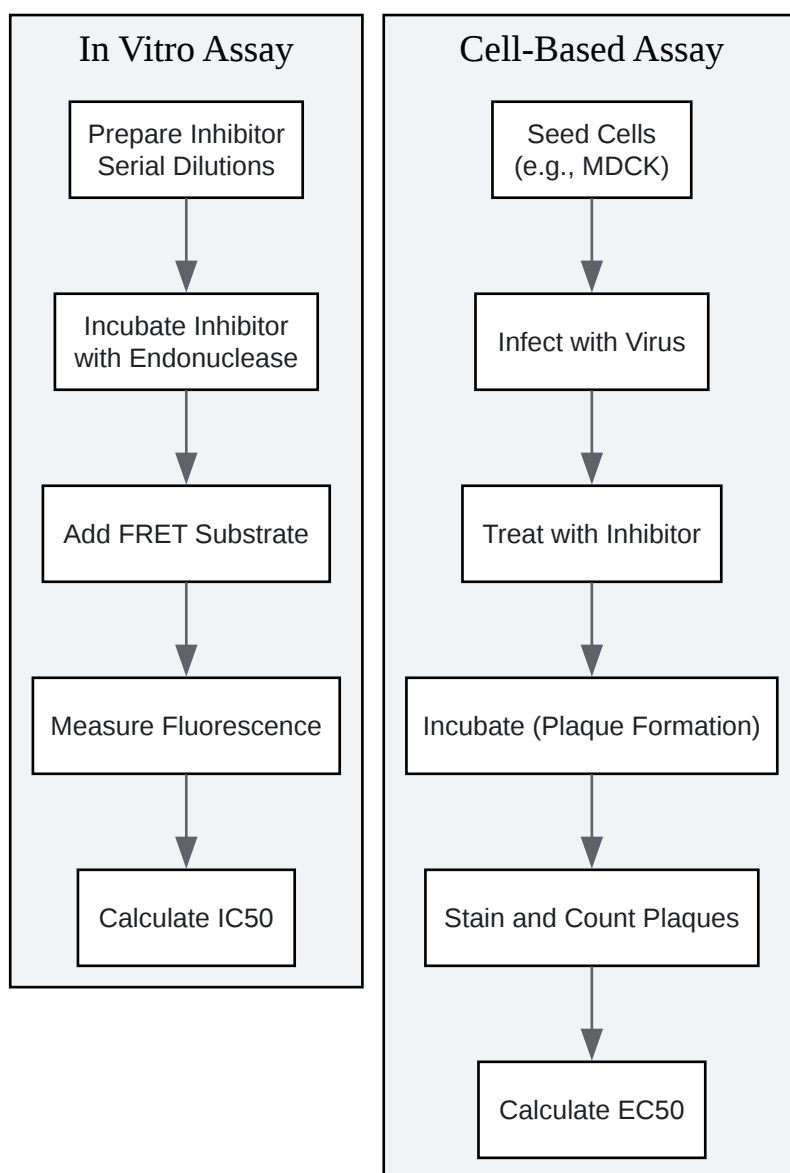 In Vitro Assay
Prepare Inhibitor
Serial Dilutions
Incubate Inhibitor
with Endonuclease
Add FRET Substrate
Measure Fluorescence
Calculate IC50
Cell-Based Assay
Seed Cells
(e.g., MDCK)
Infect with Virus
Treat with Inhibitor
Incubate (Plaque Formation)
Stain and Count Plaques
Calculate EC50